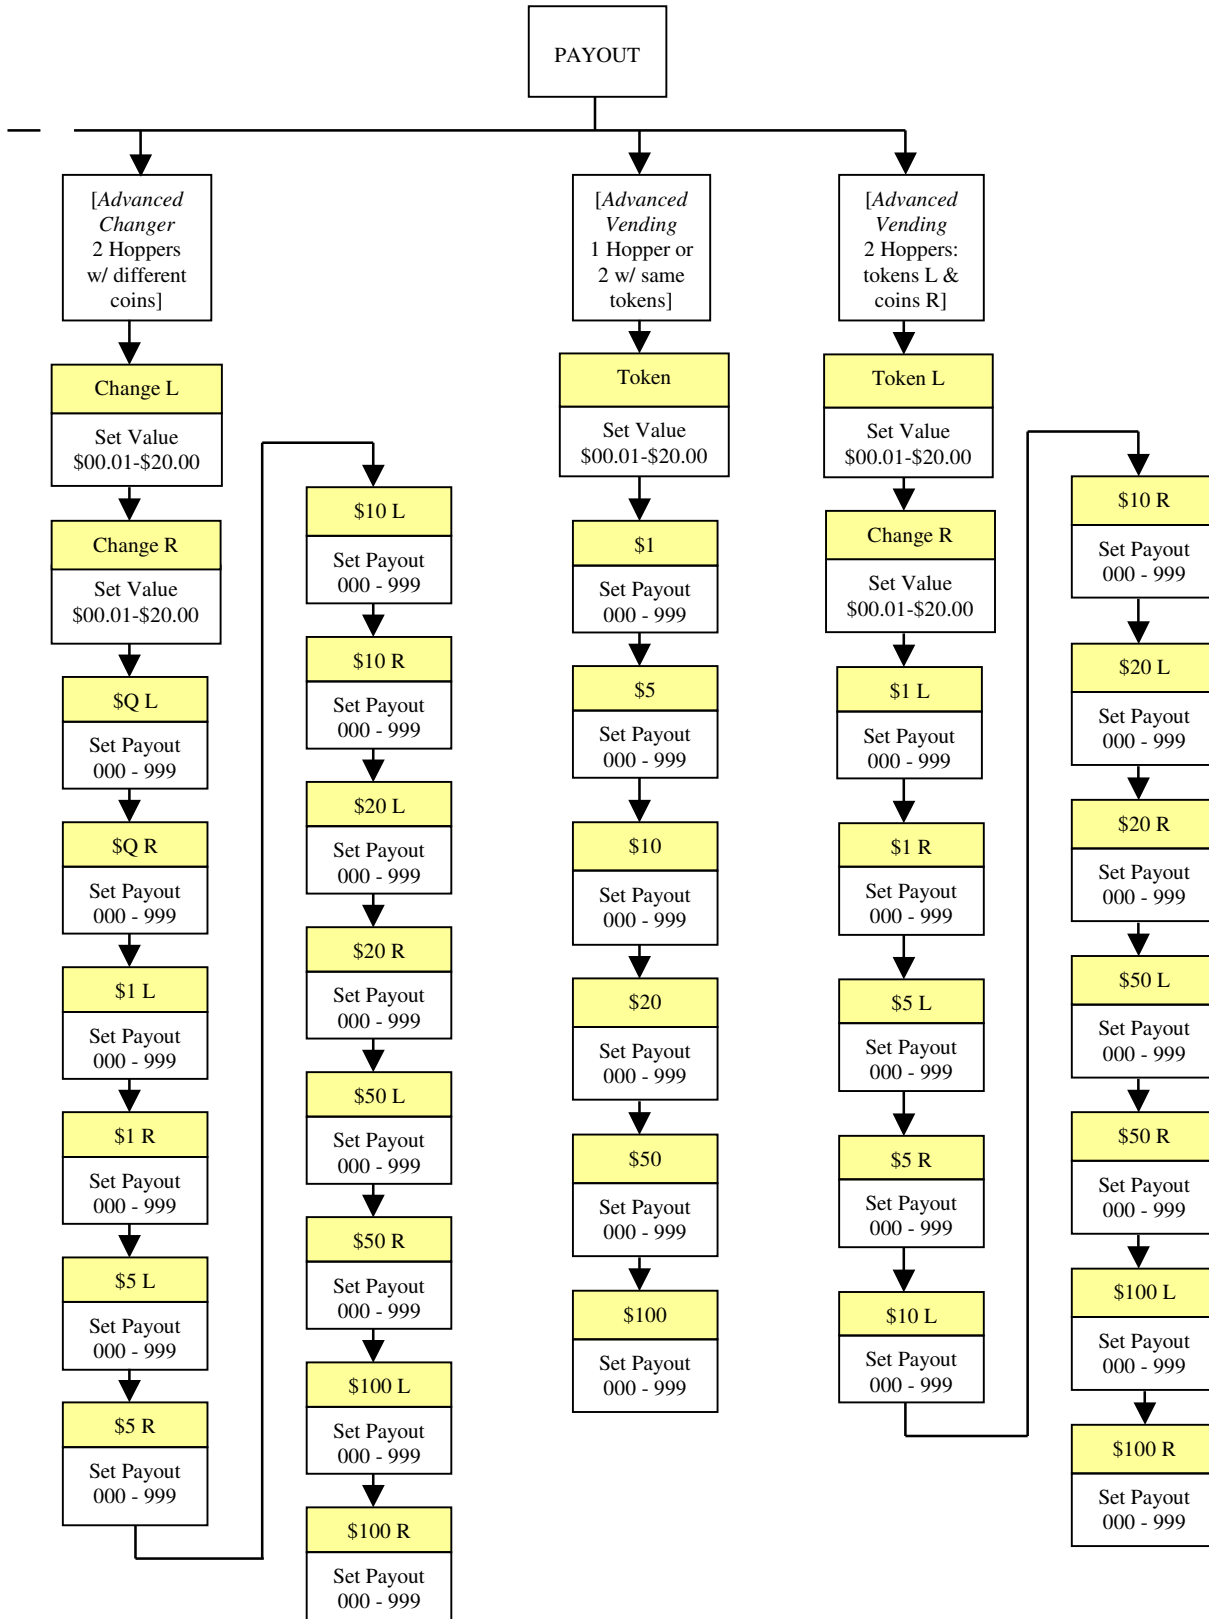 PAYOUT
[Advanced
Changer
2 Hoppers
w/ different
coins]
Change L
Set Value
$00.01-$20.00
Change R
Set Value
$00.01-$20.00
$Q L
Set Payout
000 - 999
$Q R
Set Payout
000 - 999
$1 L
Set Payout
000 - 999
$1 R
Set Payout
000 - 999
$5 L
Set Payout
000 - 999
$5 R
Set Payout
000 - 999
$10 L
Set Payout
000 - 999
$10 R
Set Payout
000 - 999
$20 L
Set Payout
000 - 999
$20 R
Set Payout
000 - 999
$50 L
Set Payout
000 - 999
$50 R
Set Payout
000 - 999
$100 L
Set Payout
000 - 999
$100 R
Set Payout
000 - 999
[Advanced
Vending
1 Hopper or
2 w/ same
tokens]
Token
Set Value
$00.01-$20.00
$1
Set Payout
000 - 999
$5
Set Payout
000 - 999
$10
Set Payout
000 - 999
$20
Set Payout
000 - 999
$50
Set Payout
000 - 999
$100
Set Payout
000 - 999
[Advanced
Vending
2 Hoppers:
tokens L &
coins R]
Token L
Set Value
$00.01-$20.00
Change R
Set Value
$00.01-$20.00
$1 L
Set Payout
000 - 999
$1 R
Set Payout
000 - 999
$5 L
Set Payout
000 - 999
$5 R
Set Payout
000 - 999
$10 L
Set Payout
000 - 999
$10 R
Set Payout
000 - 999
$20 L
Set Payout
000 - 999
$20 R
Set Payout
000 - 999
$50 L
Set Payout
000 - 999
$50 R
Set Payout
000 - 999
$100 L
Set Payout
000 - 999
$100 R
Set Payout
000 - 999